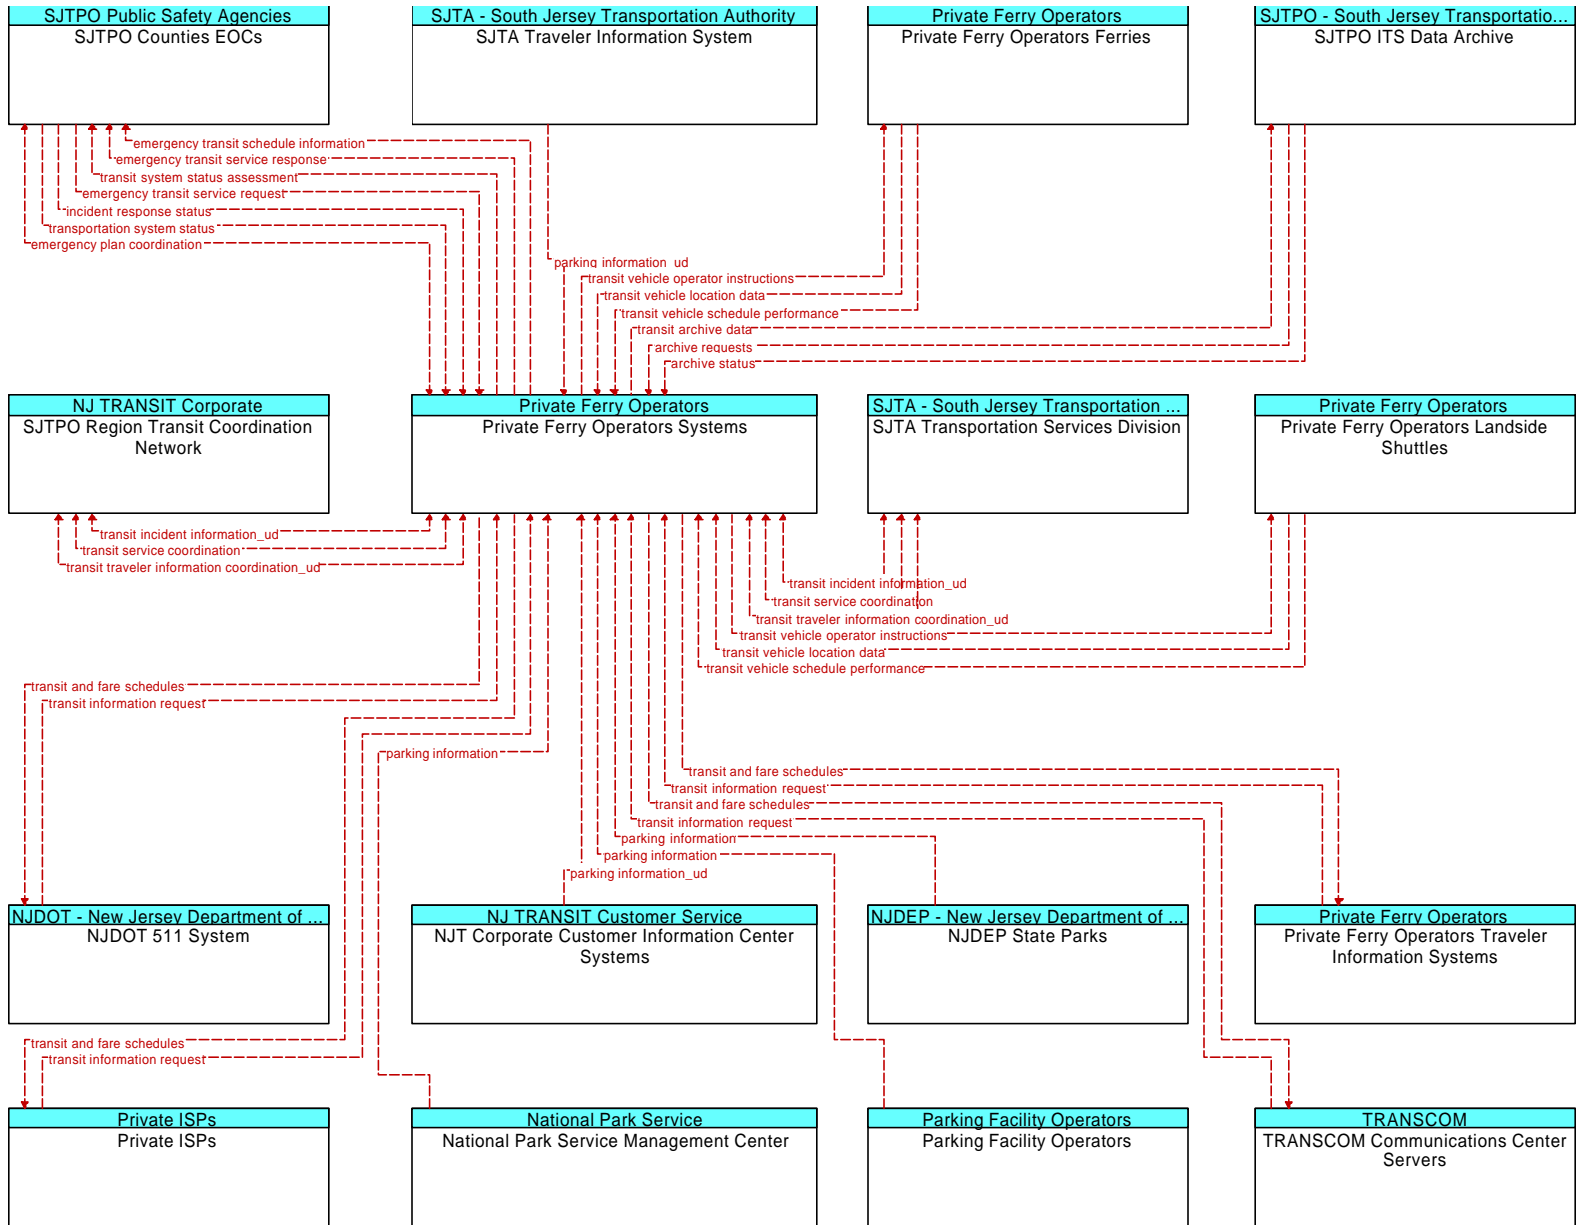 SJTPO Public Safety Agencies
SJTPO Counties EOCs
SJTA - South Jersey Transportation Authority
SJTA Traveler Information System
Private Ferry Operators
Private Ferry Operators Ferries
SJTPO - South Jersey Transportatio...
SJTPO ITS Data Archive
emergency transit schedule information
emergency transit service response
transit system status assessment
emergency transit service request
incident response status
transportation system status
emergency plan coordination
parking information_ud
transit vehicle operator instructions
transit vehicle location data
transit vehicle schedule performance
transit archive data
archive requests
archive status
NJ TRANSIT Corporate
SJTPO Region Transit Coordination
Network
Private Ferry Operators
Private Ferry Operators Systems
SJTA - South Jersey Transportation ...
SJTA Transportation Services Division
Private Ferry Operators
Private Ferry Operators Landside
Shuttles
transit incident information_ud
transit service coordination
transit traveler information coordination_ud
transit incident information_ud
transit service coordination
transit traveler information coordination_ud
transit vehicle operator instructions
transit vehicle location data
transit vehicle schedule performance
transit and fare schedules
transit information request
parking information
transit and fare schedules
transit information request
transit and fare schedules
transit information request
parking information
parking information
parking information_ud
NJDOT - New Jersey Department of ...
NJDOT 511 System
NJ TRANSIT Customer Service
NJT Corporate Customer Information Center
Systems
NJDEP - New Jersey Department of ...
NJDEP State Parks
Private Ferry Operators
Private Ferry Operators Traveler
Information Systems
transit and fare schedules
transit information request
Private ISPs
Private ISPs
National Park Service
National Park Service Management Center
Parking Facility Operators
Parking Facility Operators
TRANSCOM
TRANSCOM Communications Center
Servers